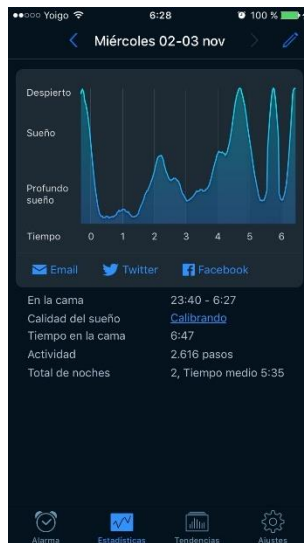 Yoigo 6:28 100 %
Miércoles 02-03 nov
Despierto
Sueño
Profundo
sueño
Tiempo 0 1 2 3 4 5 6
Email Twitter Facebook
En la cama 23:40 - 6:27
Calidad del sueño Calibrando
Tiempo en la cama 6:47
Actividad 2.616 pasos
Total de noches 2, Tiempo medio 5:35
Alarma Estadísticas Tendencias Ajustes